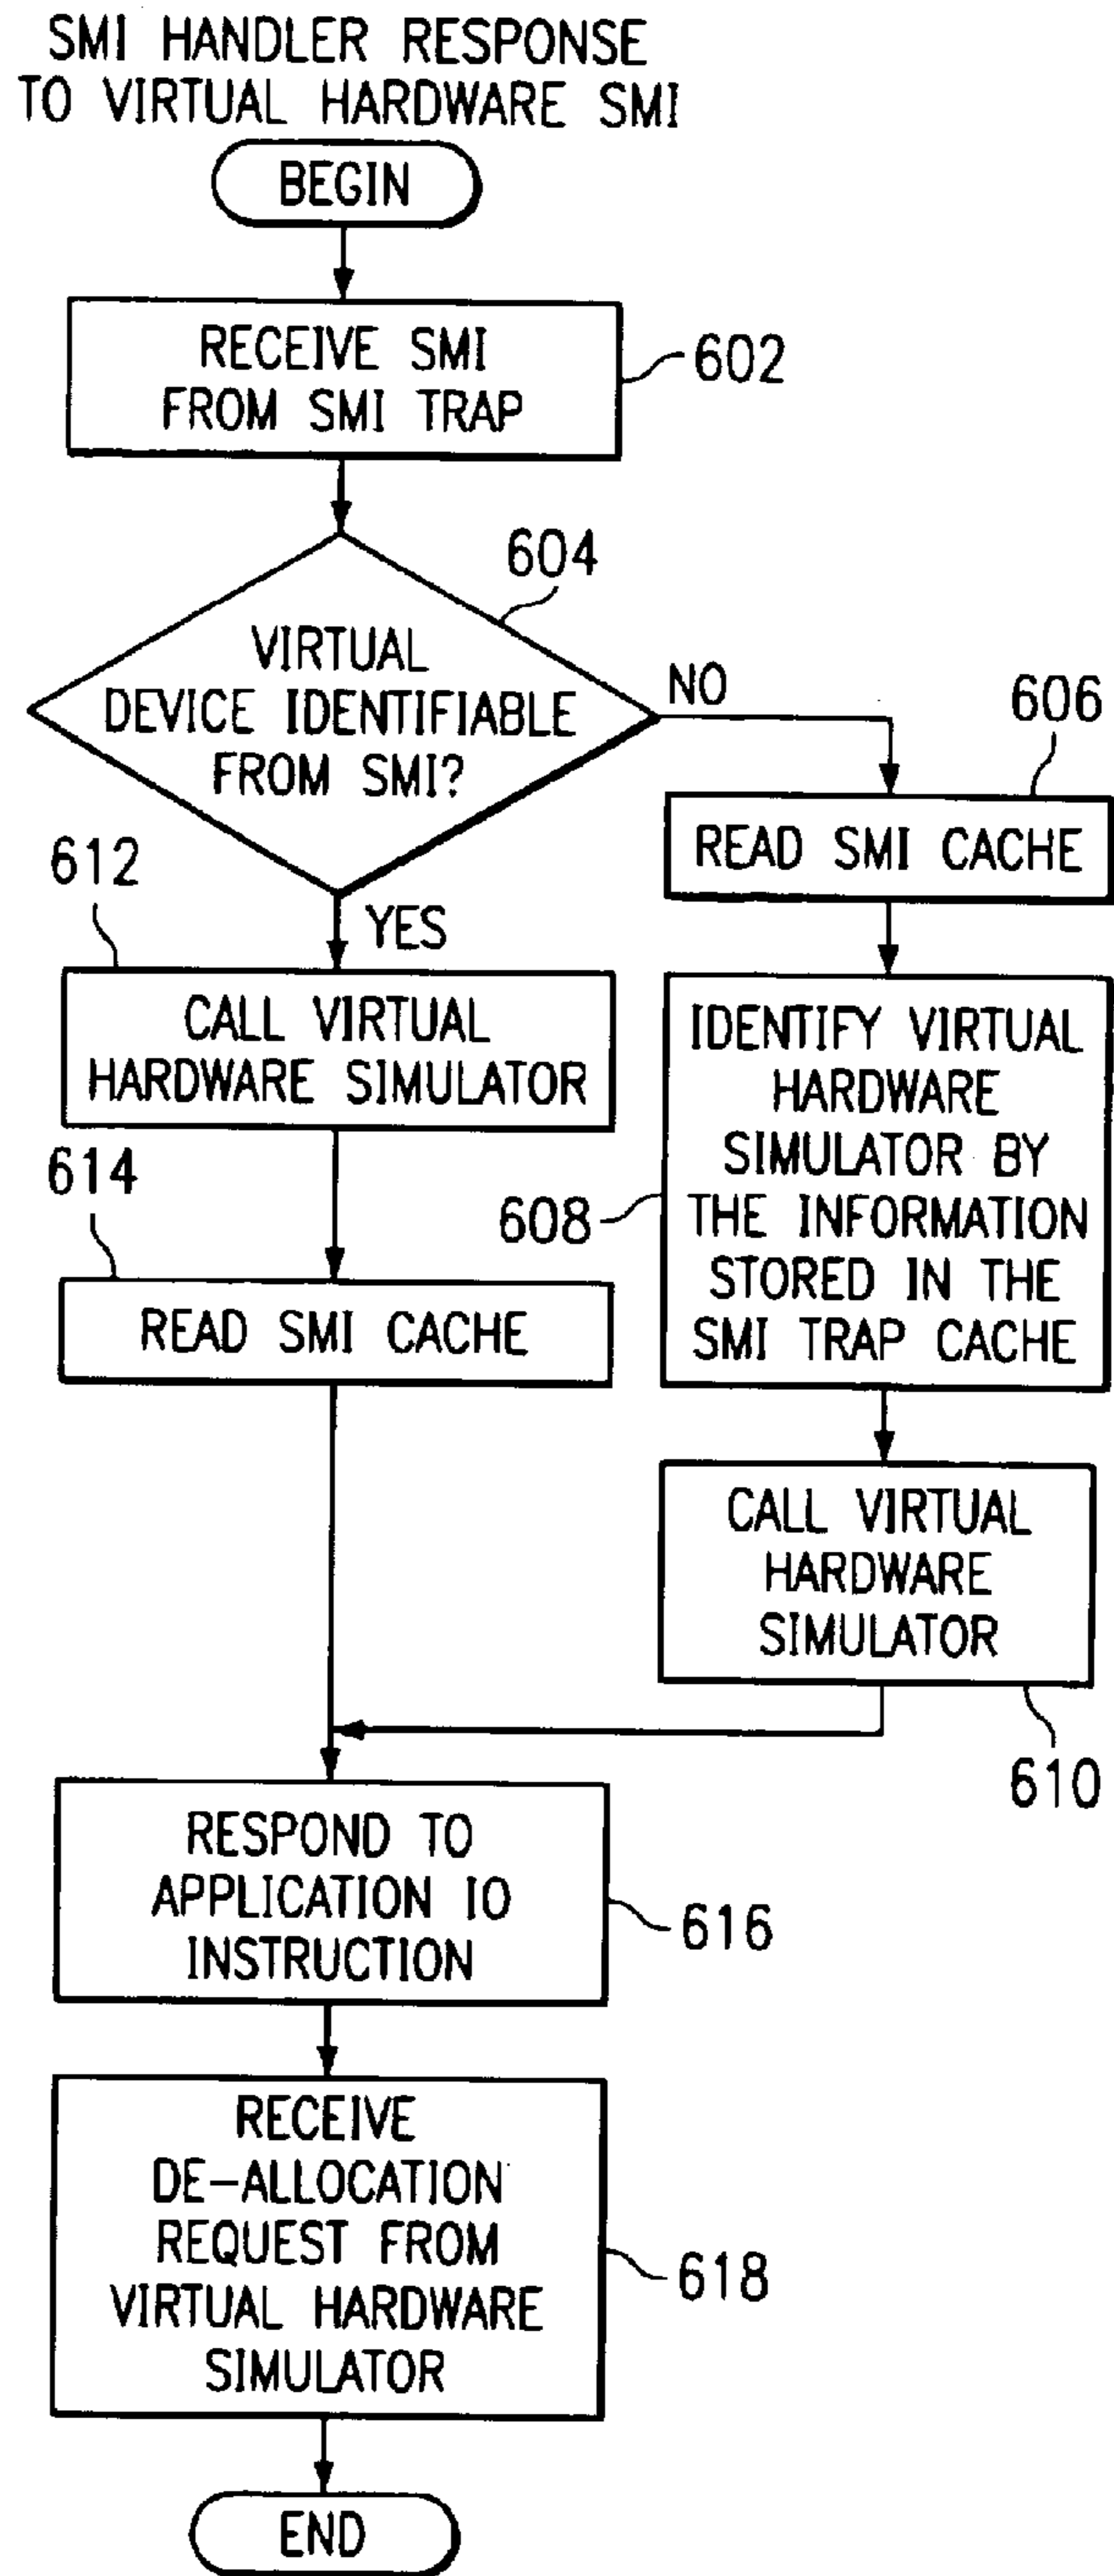 SMI HANDLER RESPONSE
TO VIRTUAL HARDWARE SMI
BEGIN
RECEIVE SMI
FROM SMI TRAP
602
604
VIRTUAL
DEVICE IDENTIFIABLE
FROM SMI?
NO
606
READ SMI CACHE
612
YES
CALL VIRTUAL
HARDWARE SIMULATOR
IDENTIFY VIRTUAL
HARDWARE
SIMULATOR BY
THE INFORMATION
STORED IN THE
SMI TRAP CACHE
608
614
READ SMI CACHE
CALL VIRTUAL
HARDWARE
SIMULATOR
610
RESPOND TO
APPLICATION IO
INSTRUCTION
616
RECEIVE
DE-ALLOCATION
REQUEST FROM
VIRTUAL HARDWARE
SIMULATOR
618
END